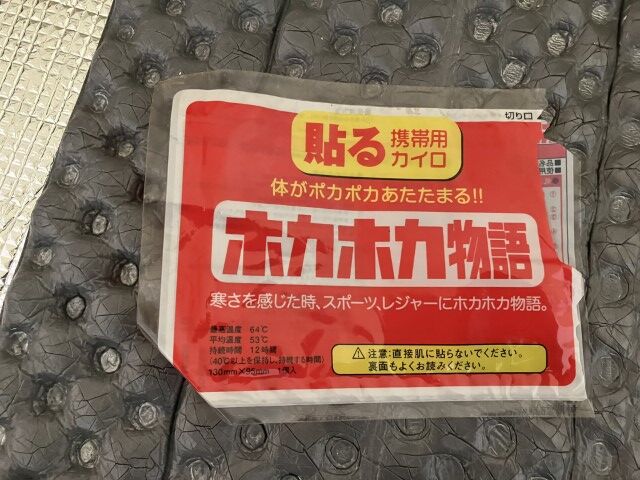 切り口
貼る 携帯用
カイロ
体がポカポカあたたまる!!
ホカホカ物語
寒さを感じた時、スポーツ、レジャーにホカホカ物語。
最高温度 64℃
平均温度 53℃
持続時間 12時間
(40℃以上を保持し、持続する時間)
130mm×95mm 1個入
⚠注意:直接肌に貼らないでください。
裏面もよくお読みください。